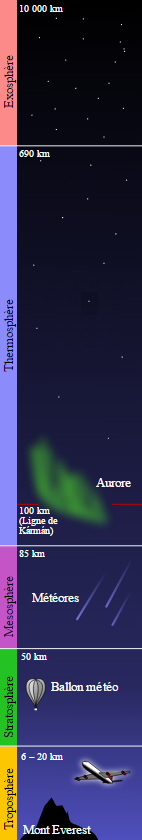 10 000 km
Exosphère
690 km
Thermosphère
Aurore
100 km
(Ligne de
Kármán)
85 km
Mesosphère
Météores
50 km
Stratosphère
Ballon météo
6 – 20 km
Troposphère
Mont Everest